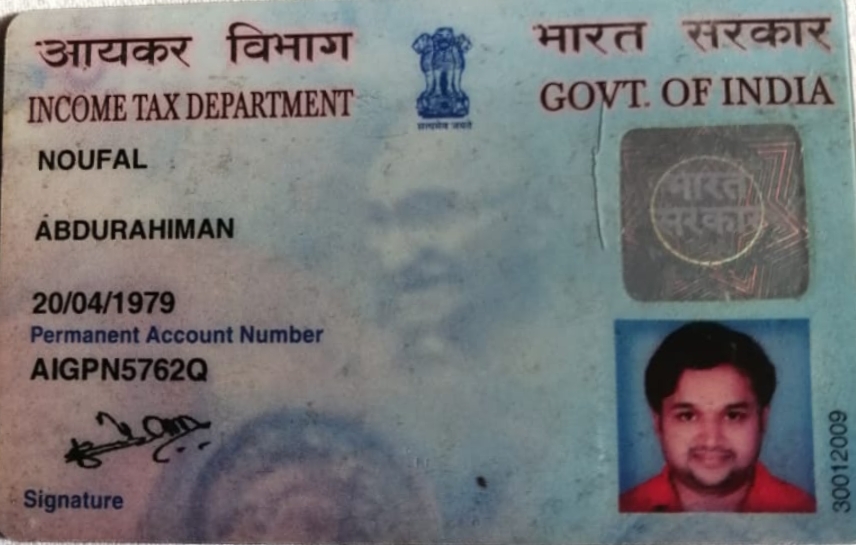 आयकर विभाग
भारत सरकार
INCOME TAX DEPARTMENT
GOVT. OF INDIA
सत्यमेव जयते
NOUFAL
ABDURAHIMAN
भारत
सरकार
20/04/1979
Permanent Account Number
AIGPN5762Q
Signature
30012009